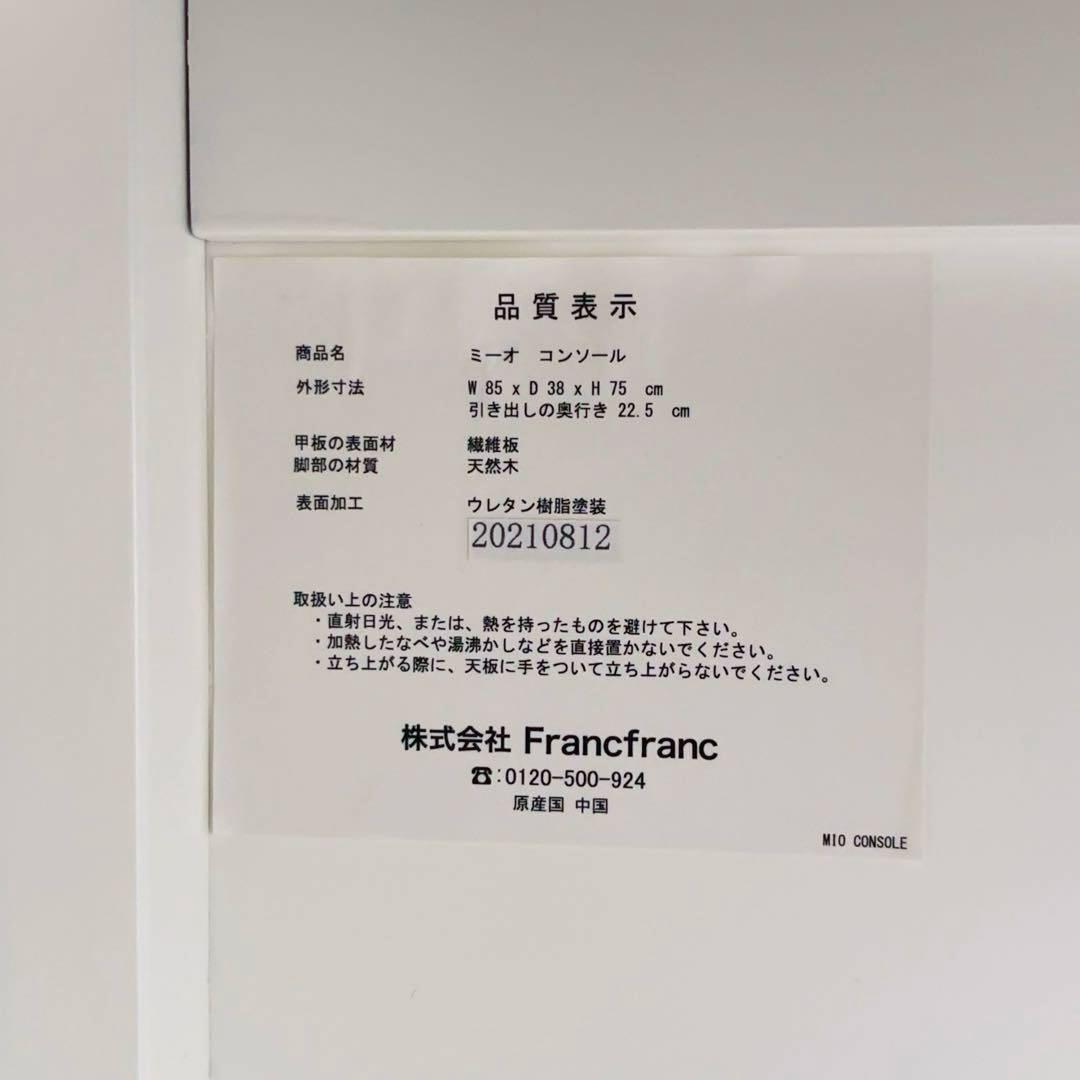 品質表示
商品名 ミーオ コンソール
外形寸法 W 85 x D 38 x H 75 cm
引き出しの奥行き 22.5 cm
甲板の表面材 繊維板
脚部の材質 天然木
表面加工 ウレタン樹脂塗装
20210812
取扱い上の注意
・直射日光、または、熱を持ったものを避けて下さい。
・加熱したなべや湯沸かしなどを直接置かないでください。
・立ち上がる際に、天板に手をついて立ち上がらないでください。
株式会社 Francfranc
☎:0120-500-924
原産国 中国
MIO CONSOLE